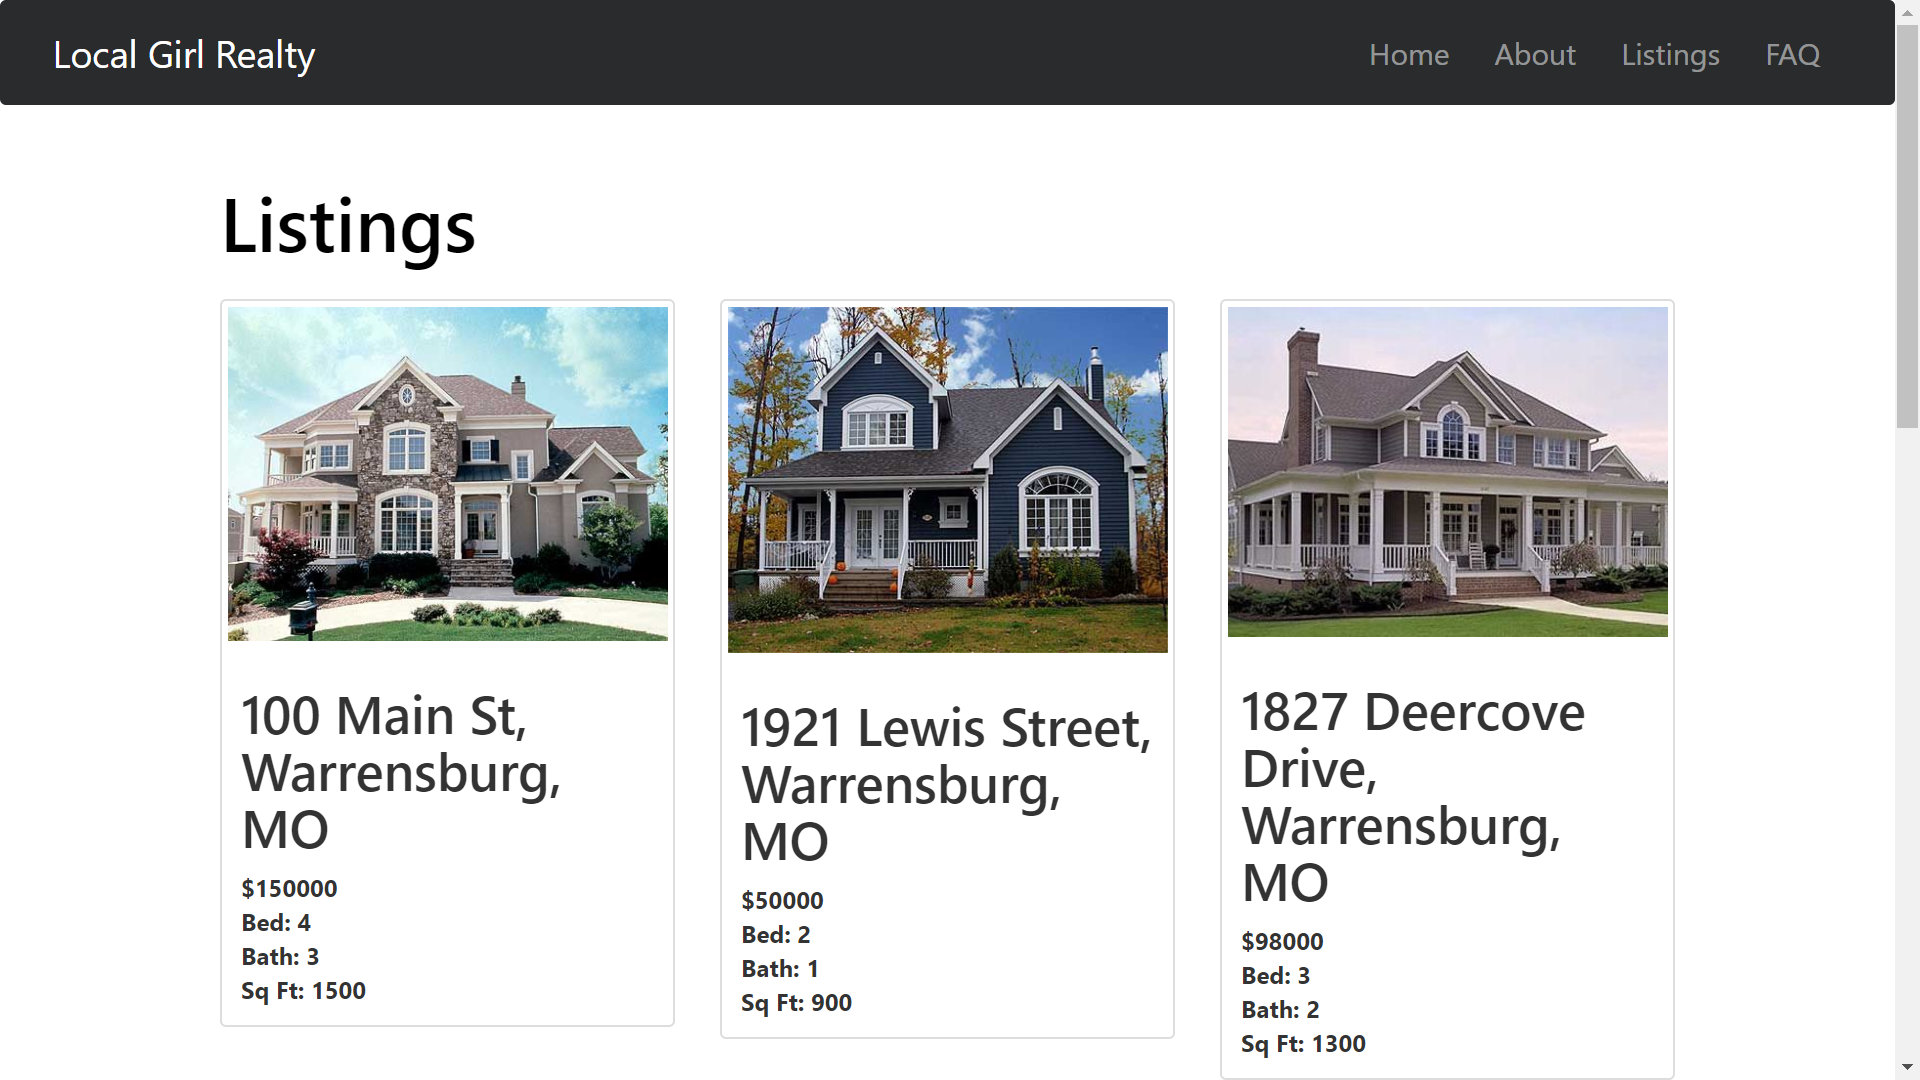 Local Girl Realty
Home About Listings FAQ
Listings
100 Main St,
Warrensburg,
MO
$150000
Bed: 4
Bath: 3
Sq Ft: 1500
1921 Lewis Street,
Warrensburg,
MO
$50000
Bed: 2
Bath: 1
Sq Ft: 900
1827 Deercove
Drive,
Warrensburg,
MO
$98000
Bed: 3
Bath: 2
Sq Ft: 1300